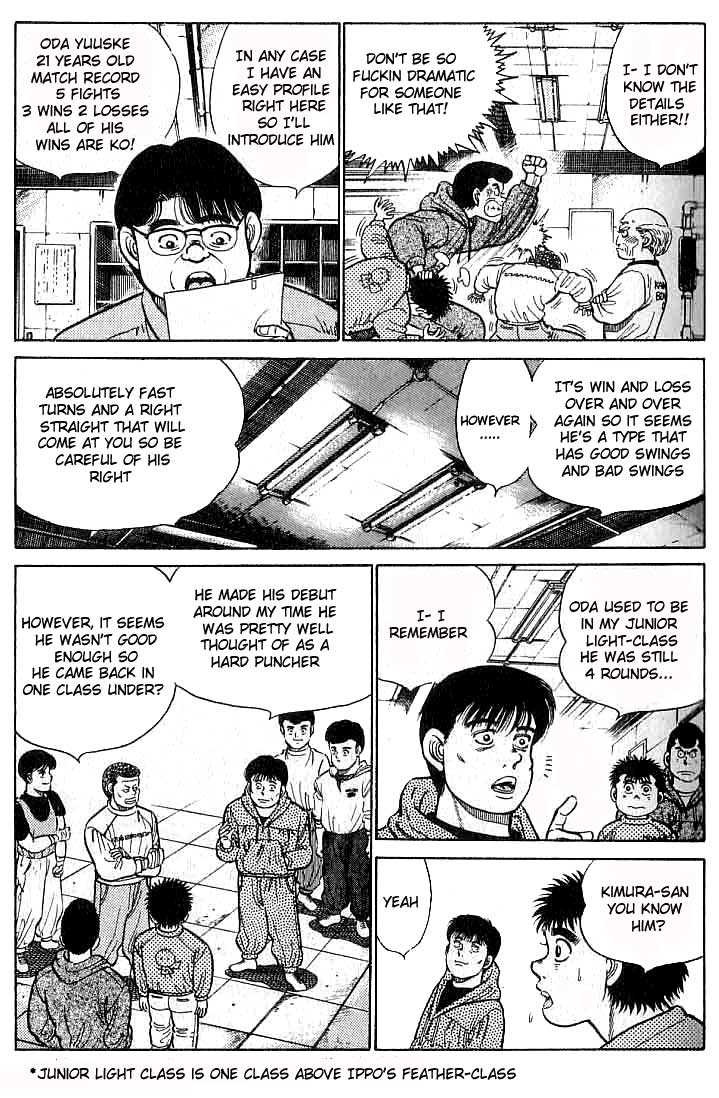 I- I DON'T
KNOW THE
DETAILS
EITHER!!
DON'T BE SO
FUCKIN DRAMATIC
FOR SOMEONE
LIKE THAT!
IN ANY CASE
I HAVE AN
EASY PROFILE
RIGHT HERE
SO I'LL
INTRODUCE HIM
ODA YUUSKE
21 YEARS OLD
MATCH RECORD
5 FIGHTS
3 WINS 2 LOSSES
ALL OF HIS
WINS ARE KO!
IT'S WIN AND LOSS
OVER AND OVER
AGAIN SO IT SEEMS
HE'S A TYPE THAT
HAS GOOD SWINGS
AND BAD SWINGS
HOWEVER
.....
ABSOLUTELY FAST
TURNS AND A RIGHT
STRAIGHT THAT WILL
COME AT YOU SO BE
CAREFUL OF HIS
RIGHT
ODA USED TO BE
IN MY JUNIOR
LIGHT-CLASS
HE WAS STILL
4 ROUNDS...
I- I
REMEMBER
KIMURA-SAN
YOU KNOW
HIM?
YEAH
HE MADE HIS DEBUT
AROUND MY TIME HE
WAS PRETTY WELL
THOUGHT OF AS A
HARD PUNCHER
HOWEVER, IT SEEMS
HE WASN'T GOOD
ENOUGH SO
HE CAME BACK IN
ONE CLASS UNDER?
*JUNIOR LIGHT CLASS IS ONE CLASS ABOVE IPPO'S FEATHER-CLASS